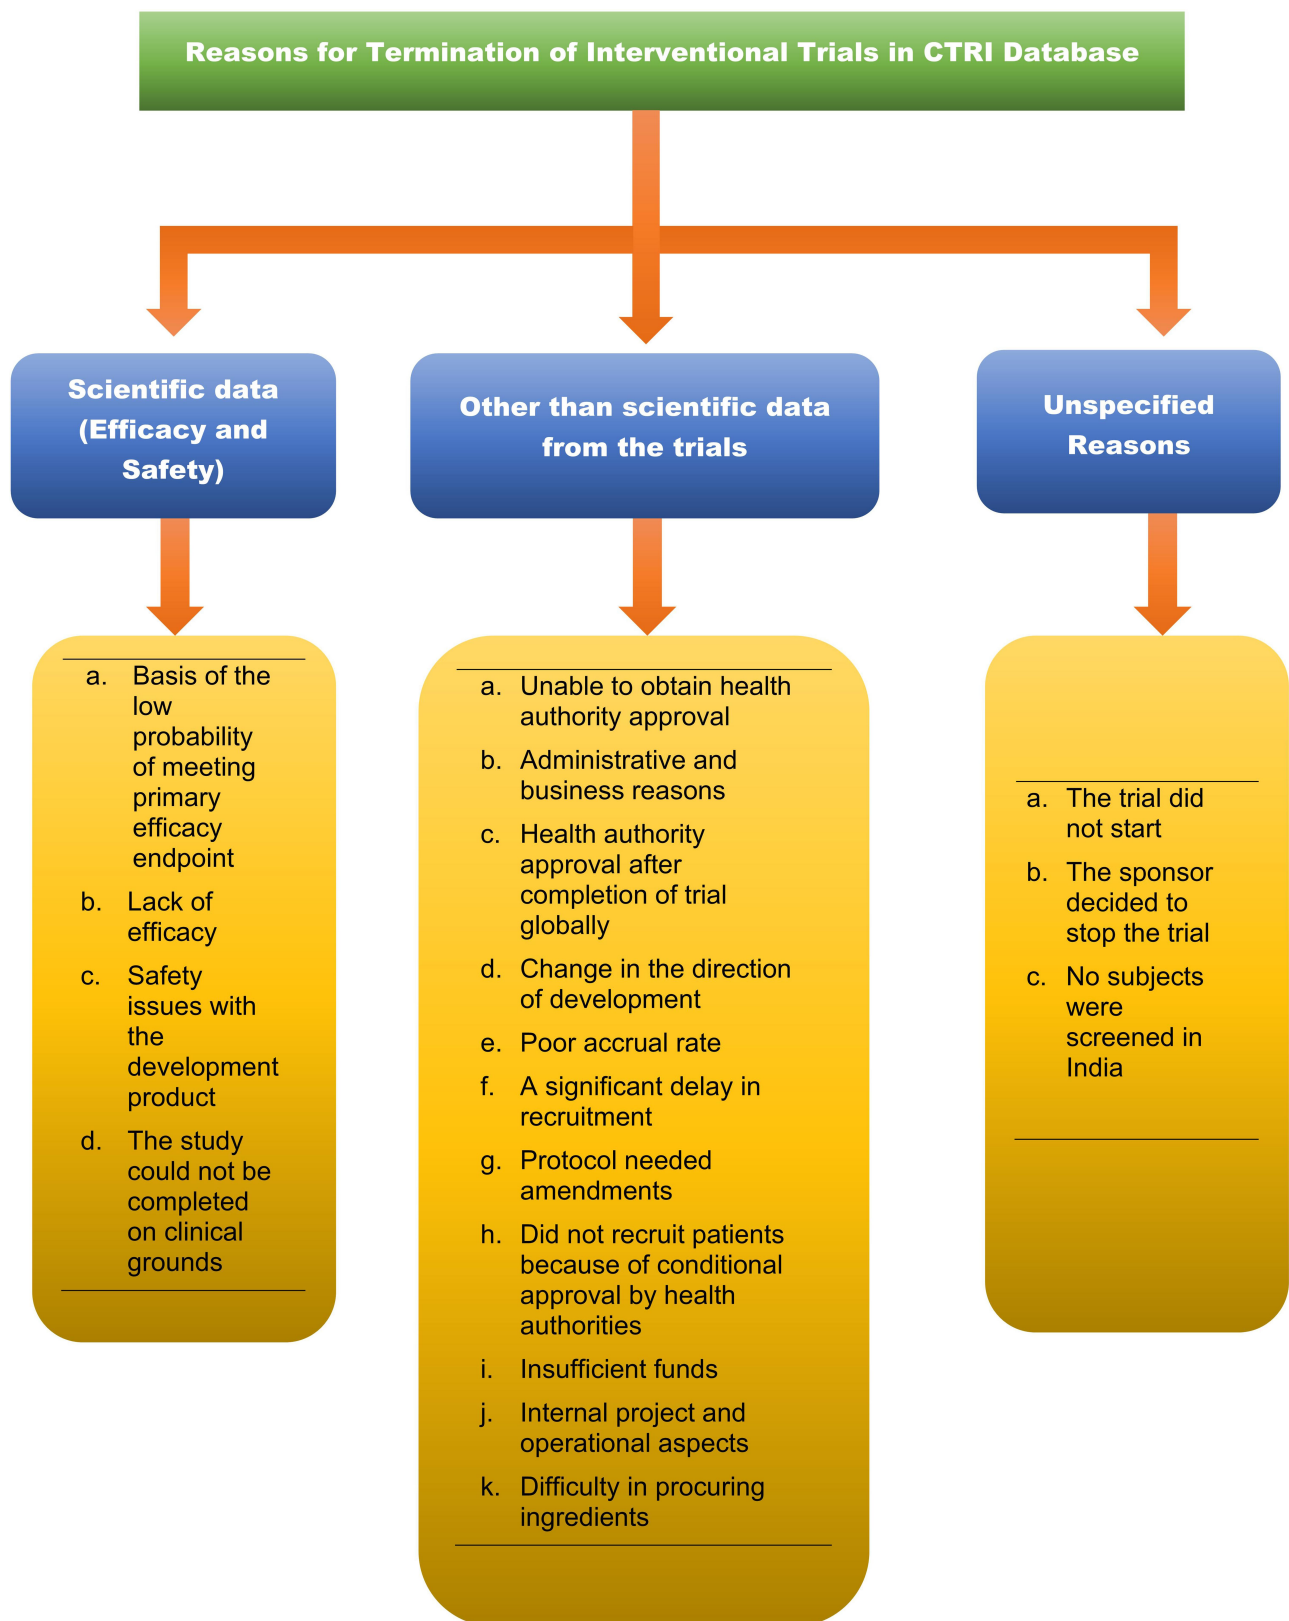 Reasons for Termination of Interventional Trials in CTRI Database
Scientific data
(Efficacy and
Safety)
Other than scientific data
from the trials
Unspecified
Reasons
a. Basis of the
low
probability
of meeting
primary
efficacy
endpoint
b. Lack of
efficacy
c. Safety
issues with
the
development
product
d. The study
could not be
completed
on clinical
grounds
a. Unable to obtain health
authority approval
b. Administrative and
business reasons
c. Health authority
approval after
completion of trial
globally
d. Change in the direction
of development
e. Poor accrual rate
f. A significant delay in
recruitment
g. Protocol needed
amendments
h. Did not recruit patients
because of conditional
approval by health
authorities
i. Insufficient funds
j. Internal project and
operational aspects
k. Difficulty in procuring
ingredients
a. The trial did
not start
b. The sponsor
decided to
stop the trial
c. No subjects
were
screened in
India